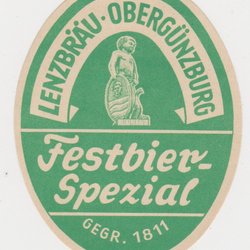 LENZBRÄU · OBERGÜNZBURG
Festbier-
Spezial
GEGR. 1811